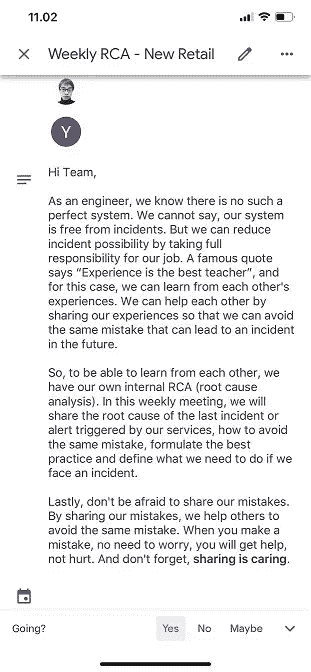 11.02
Weekly RCA - New Retail
Y
Hi Team,
As an engineer, we know there is no such a
perfect system. We cannot say, our system
is free from incidents. But we can reduce
incident possibility by taking full
responsibility for our job. A famous quote
says “Experience is the best teacher”, and
for this case, we can learn from each other's
experiences. We can help each other by
sharing our experiences so that we can avoid
the same mistake that can lead to an incident
in the future.
So, to be able to learn from each other, we
have our own internal RCA (root cause
analysis). In this weekly meeting, we will
share the root cause of the last incident or
alert triggered by our services, how to avoid
the same mistake, formulate the best
practice and define what we need to do if we
face an incident.
Lastly, don't be afraid to share our mistakes.
By sharing our mistakes, we help others to
avoid the same mistake. When you make a
mistake, no need to worry, you will get help,
not hurt. And don't forget, sharing is caring.
Going?
Yes
No
Maybe